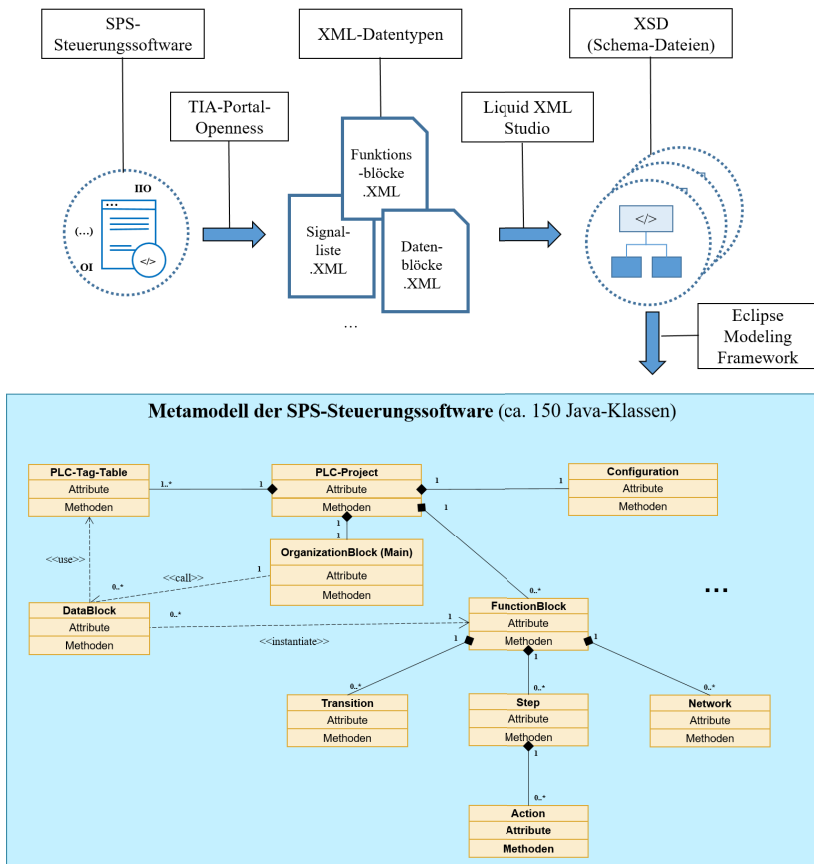 SPS-
Steuerungssoftware
XML-Datentypen
XSD
(Schema-Dateien)
TIA-Portal-
Openness
Liquid XML
Studio
IIO
(...)
OI
</>
Funktions
-blöcke
.XML
Signal-
liste
.XML
Daten-
blöcke
.XML
…
</>
Eclipse
Modeling
Framework
Metamodell der SPS-Steuerungssoftware (ca. 150 Java-Klassen)
PLC-Tag-Table
Attribute
Methoden
1..*
1
PLC-Project
Attribute
Methoden
1
1
Configuration
Attribute
Methoden
1
1
1
<<use>>
<<call>>
0..*
1
OrganizationBlock (Main)
Attribute
Methoden
...
DataBlock
Attribute
Methoden
0..*
<<instantiate>>
1
0..*
FunctionBlock
Attribute
Methoden
1
1
1
0..*
0..*
0..*
Transition
Attribute
Methoden
Step
Attribute
Methoden
Network
Attribute
Methoden
1
0..*
Action
Attribute
Methoden